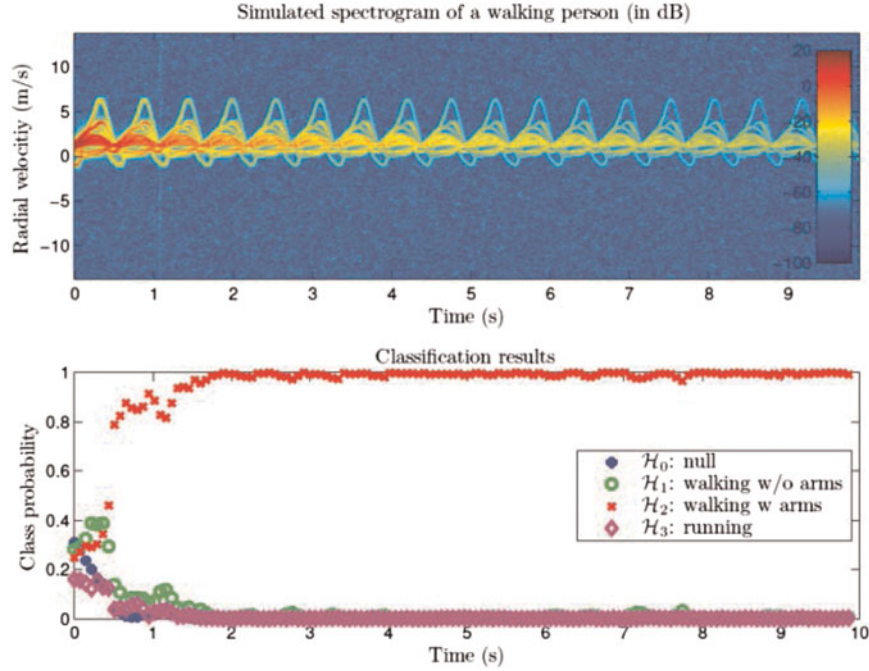 Simulated spectrogram of a walking person (in dB)
Radial velocitiy (m/s)
10
5
0
−5
−10
20
0
−20
−40
−60
−80
−100
0 1 2 3 4 5 6 7 8 9
Time (s)
Classification results
Class probability
1
0.8
0.6
0.4
0.2
0
H₀: null
H₁: walking w/o arms
H₂: walking w arms
H₃: running
0 1 2 3 4 5 6 7 8 9 10
Time (s)